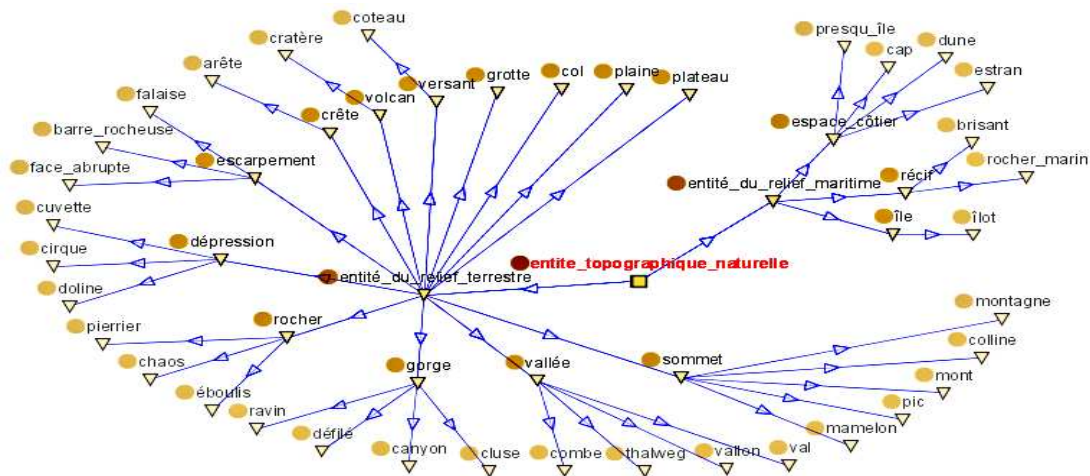 coteau
presqu_île
cratère
cap
dune
arête
versant
grotte
col
plaine
plateau
estran
falaise
volcan
espace_côtier
brisant
barre_rocheuse
crête
escarpement
rocher_marin
face_abrupte
entité_du_relief_maritime
récif
cuvette
île
îlot
dépression
cirque
entité_du_relief_terrestre
entite_topographique_naturelle
doline
montagne
pierrier
rocher
colline
chaos
gorge
vallée
sommet
mont
éboulis
pic
ravin
mamelon
défilé
canyon
cluse
combe
thalweg
vallon
val